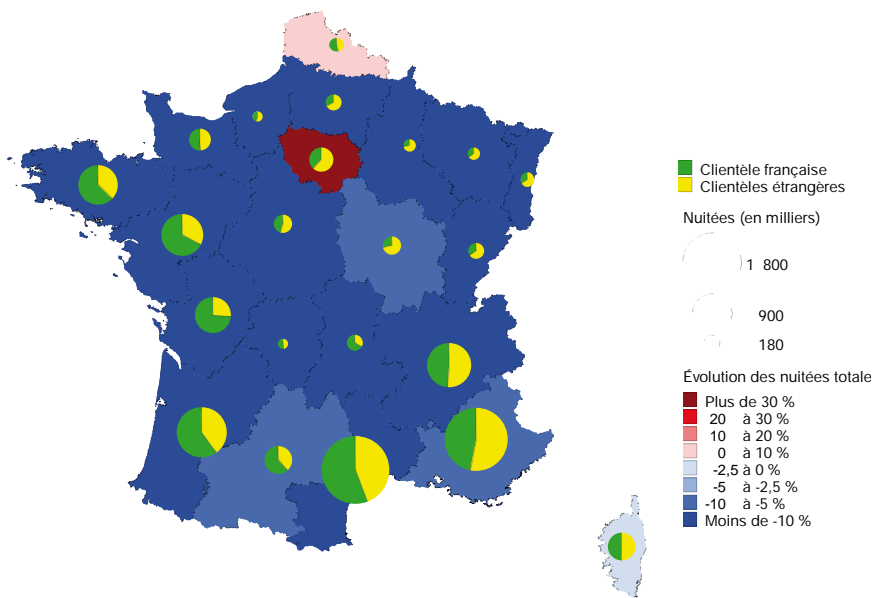 Clientèle française
Clientèles étrangères
Nuitées (en milliers)
1 800
900
180
Évolution des nuitées totale
Plus de 30 %
20 à 30 %
10 à 20 %
0 à 10 %
-2,5 à 0 %
-5 à -2,5 %
-10 à -5 %
Moins de -10 %